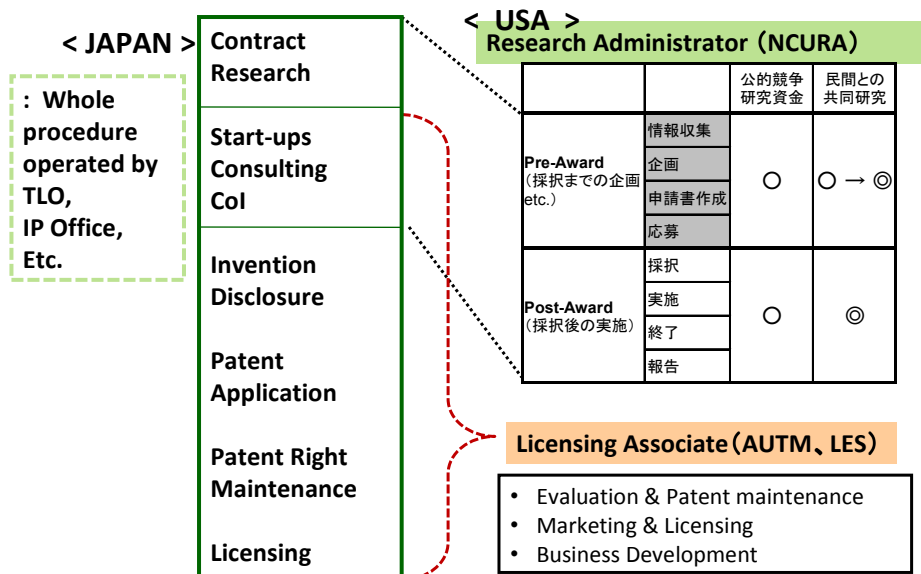 < JAPAN >
: Whole
procedure
operated by
TLO,
IP Office,
Etc.
Contract
Research
Start-ups
Consulting
CoI
Invention
Disclosure
Patent
Application
Patent Right
Maintenance
Licensing
< USA >
Research Administrator (NCURA)
公的競争
研究資金
民間との
共同研究
Pre-Award
(採択までの企画
etc.)
情報収集
企画
申請書作成
応募
○
○ → ◎
Post-Award
(採択後の実施)
採択
実施
終了
報告
○
◎
Licensing Associate(AUTM、LES)
• Evaluation & Patent maintenance
• Marketing & Licensing
• Business Development